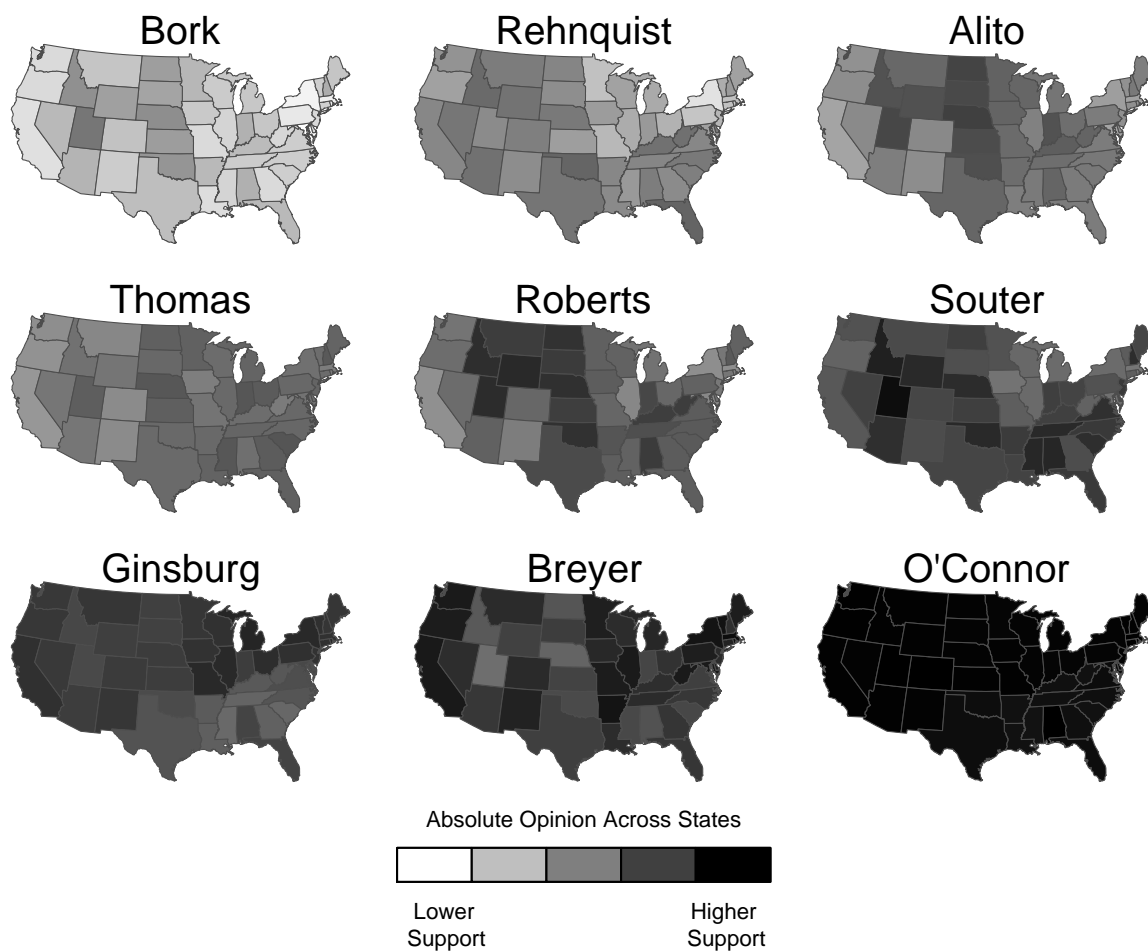 Bork
Rehnquist
Alito
Thomas
Roberts
Souter
Ginsburg
Breyer
O'Connor
Absolute Opinion Across States
Lower
Support
Higher
Support